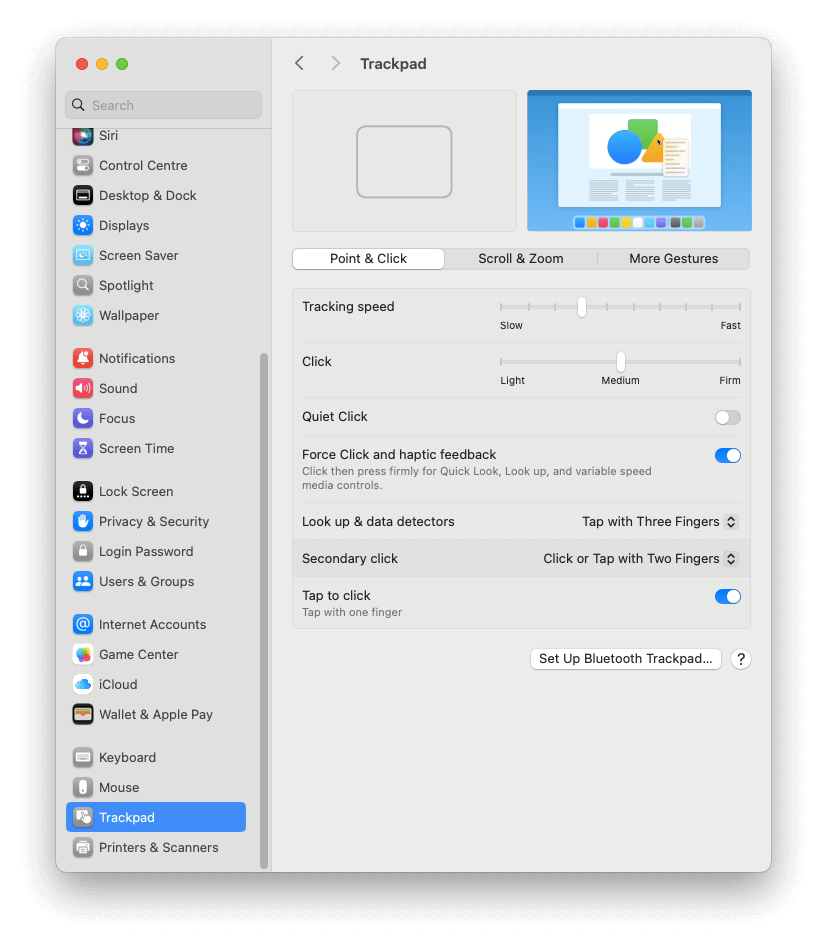 Trackpad
Search
Siri
Control Centre
Desktop & Dock
Displays
Screen Saver
Spotlight
Wallpaper
Notifications
Sound
Focus
Screen Time
Lock Screen
Privacy & Security
Login Password
Users & Groups
Internet Accounts
Game Center
iCloud
Wallet & Apple Pay
Keyboard
Mouse
Trackpad
Printers & Scanners
Point & Click
Scroll & Zoom
More Gestures
Tracking speed
Slow
Fast
Click
Light
Medium
Firm
Quiet Click
Force Click and haptic feedback
Click then press firmly for Quick Look, Look up, and variable speed
media controls.
Look up & data detectors
Tap with Three Fingers
Secondary click
Click or Tap with Two Fingers
Tap to click
Tap with one finger
Set Up Bluetooth Trackpad...
?